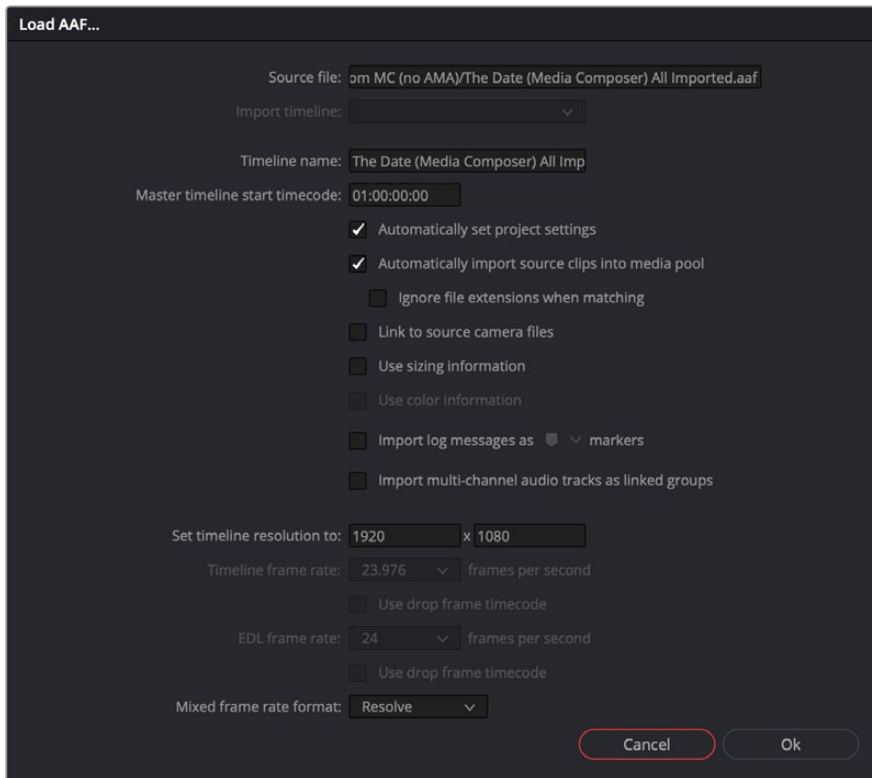 Load AAF...
Source file: om MC (no AMA)/The Date (Media Composer) All Imported.aaf
Import timeline:
Timeline name: The Date (Media Composer) All Imp
Master timeline start timecode: 01:00:00:00
Automatically set project settings
Automatically import source clips into media pool
Ignore file extensions when matching
Link to source camera files
Use sizing information
Use color information
Import log messages as markers
Import multi-channel audio tracks as linked groups
Set timeline resolution to: 1920 x 1080
Timeline frame rate: 23.976 frames per second
Use drop frame timecode
EDL frame rate: 24 frames per second
Use drop frame timecode
Mixed frame rate format: Resolve
Cancel Ok